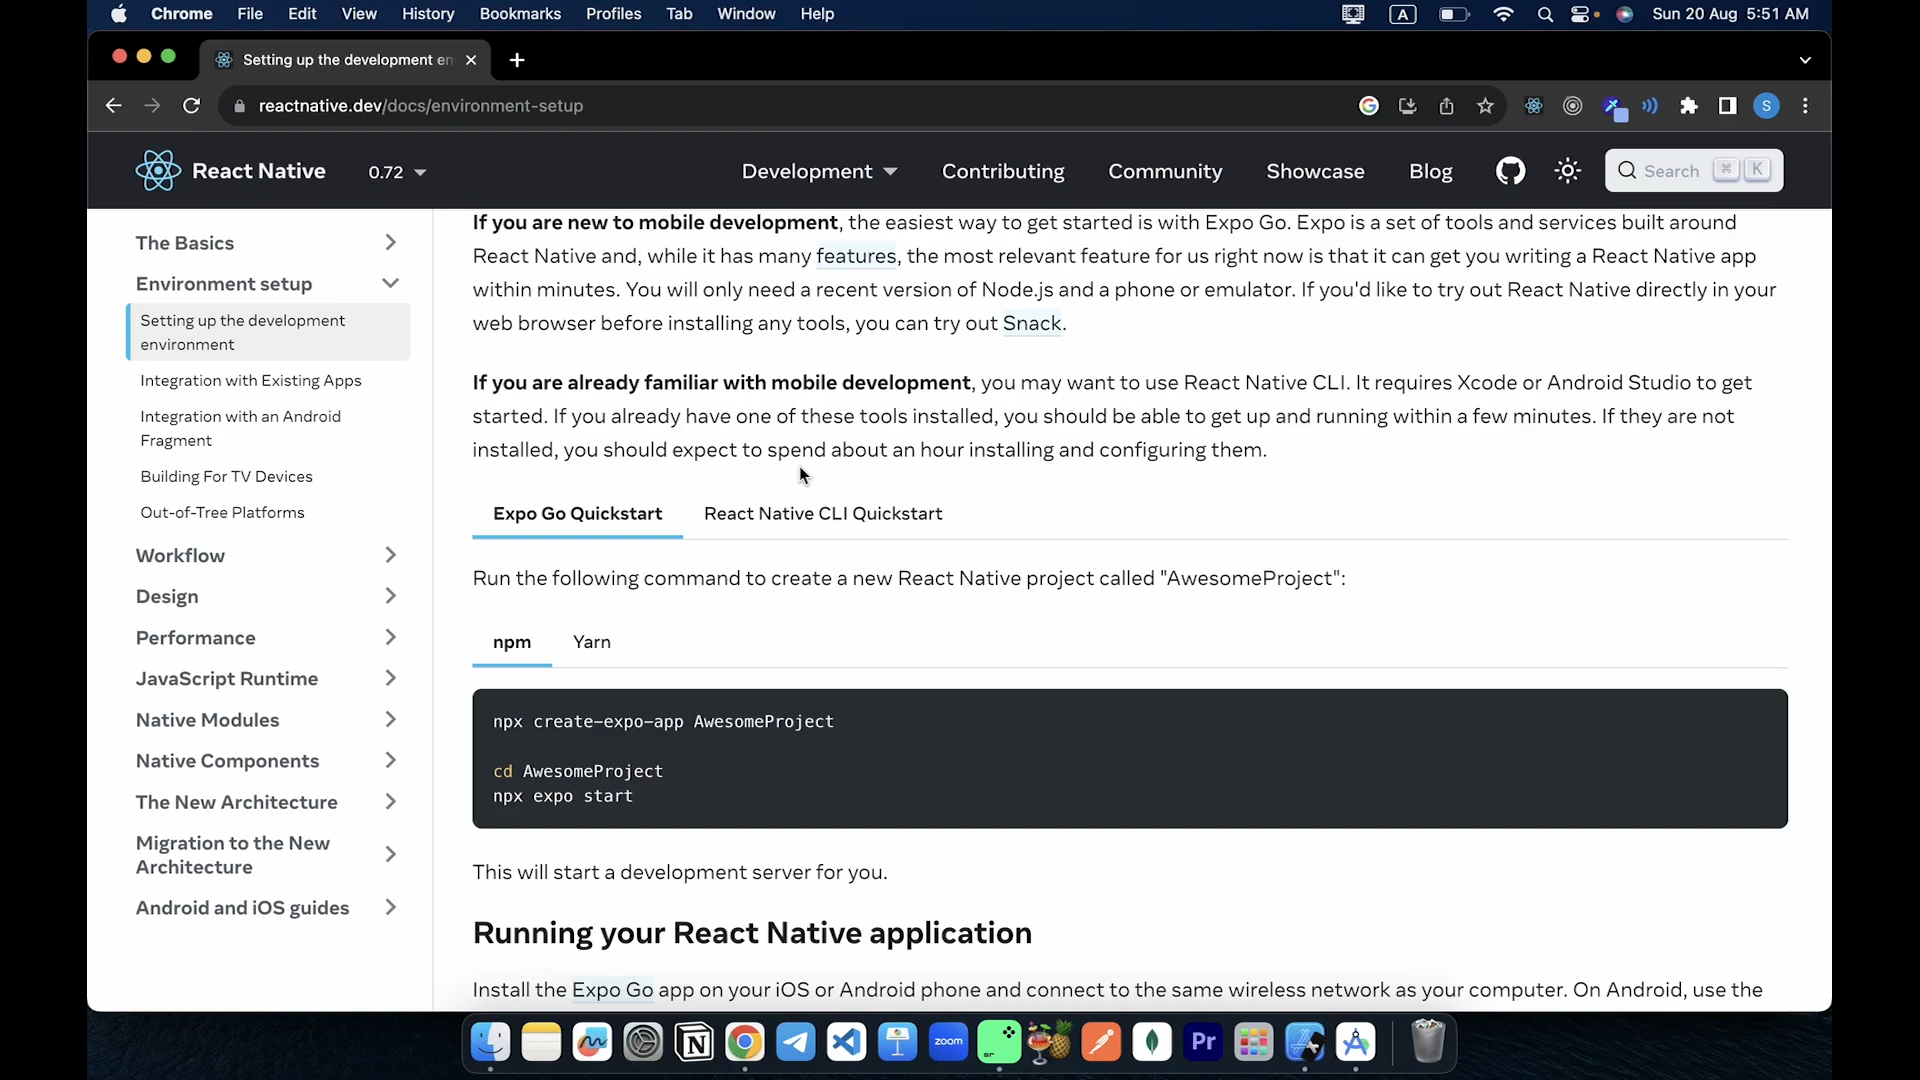 Chrome File Edit View History Bookmarks Profiles Tab Window Help A Sun 20 Aug 5:51 AM
Setting up the development en
reactnative.dev/docs/environment-setup S
React Native 0.72 Development Contributing Community Showcase Blog Search ⌘ K
The Basics
Environment setup
Setting up the development
environment
Integration with Existing Apps
Integration with an Android
Fragment
Building For TV Devices
Out-of-Tree Platforms
Workflow
Design
Performance
JavaScript Runtime
Native Modules
Native Components
The New Architecture
Migration to the New
Architecture
Android and iOS guides
If you are new to mobile development, the easiest way to get started is with Expo Go. Expo is a set of tools and services built around
React Native and, while it has many features, the most relevant feature for us right now is that it can get you writing a React Native app
within minutes. You will only need a recent version of Node.js and a phone or emulator. If you'd like to try out React Native directly in your
web browser before installing any tools, you can try out Snack.
If you are already familiar with mobile development, you may want to use React Native CLI. It requires Xcode or Android Studio to get
started. If you already have one of these tools installed, you should be able to get up and running within a few minutes. If they are not
installed, you should expect to spend about an hour installing and configuring them.
Expo Go Quickstart React Native CLI Quickstart
Run the following command to create a new React Native project called "AwesomeProject":
npm Yarn
npx create-expo-app AwesomeProject
cd AwesomeProject
npx expo start
This will start a development server for you.
Running your React Native application
Install the Expo Go app on your iOS or Android phone and connect to the same wireless network as your computer. On Android, use the
zoom sr Pr